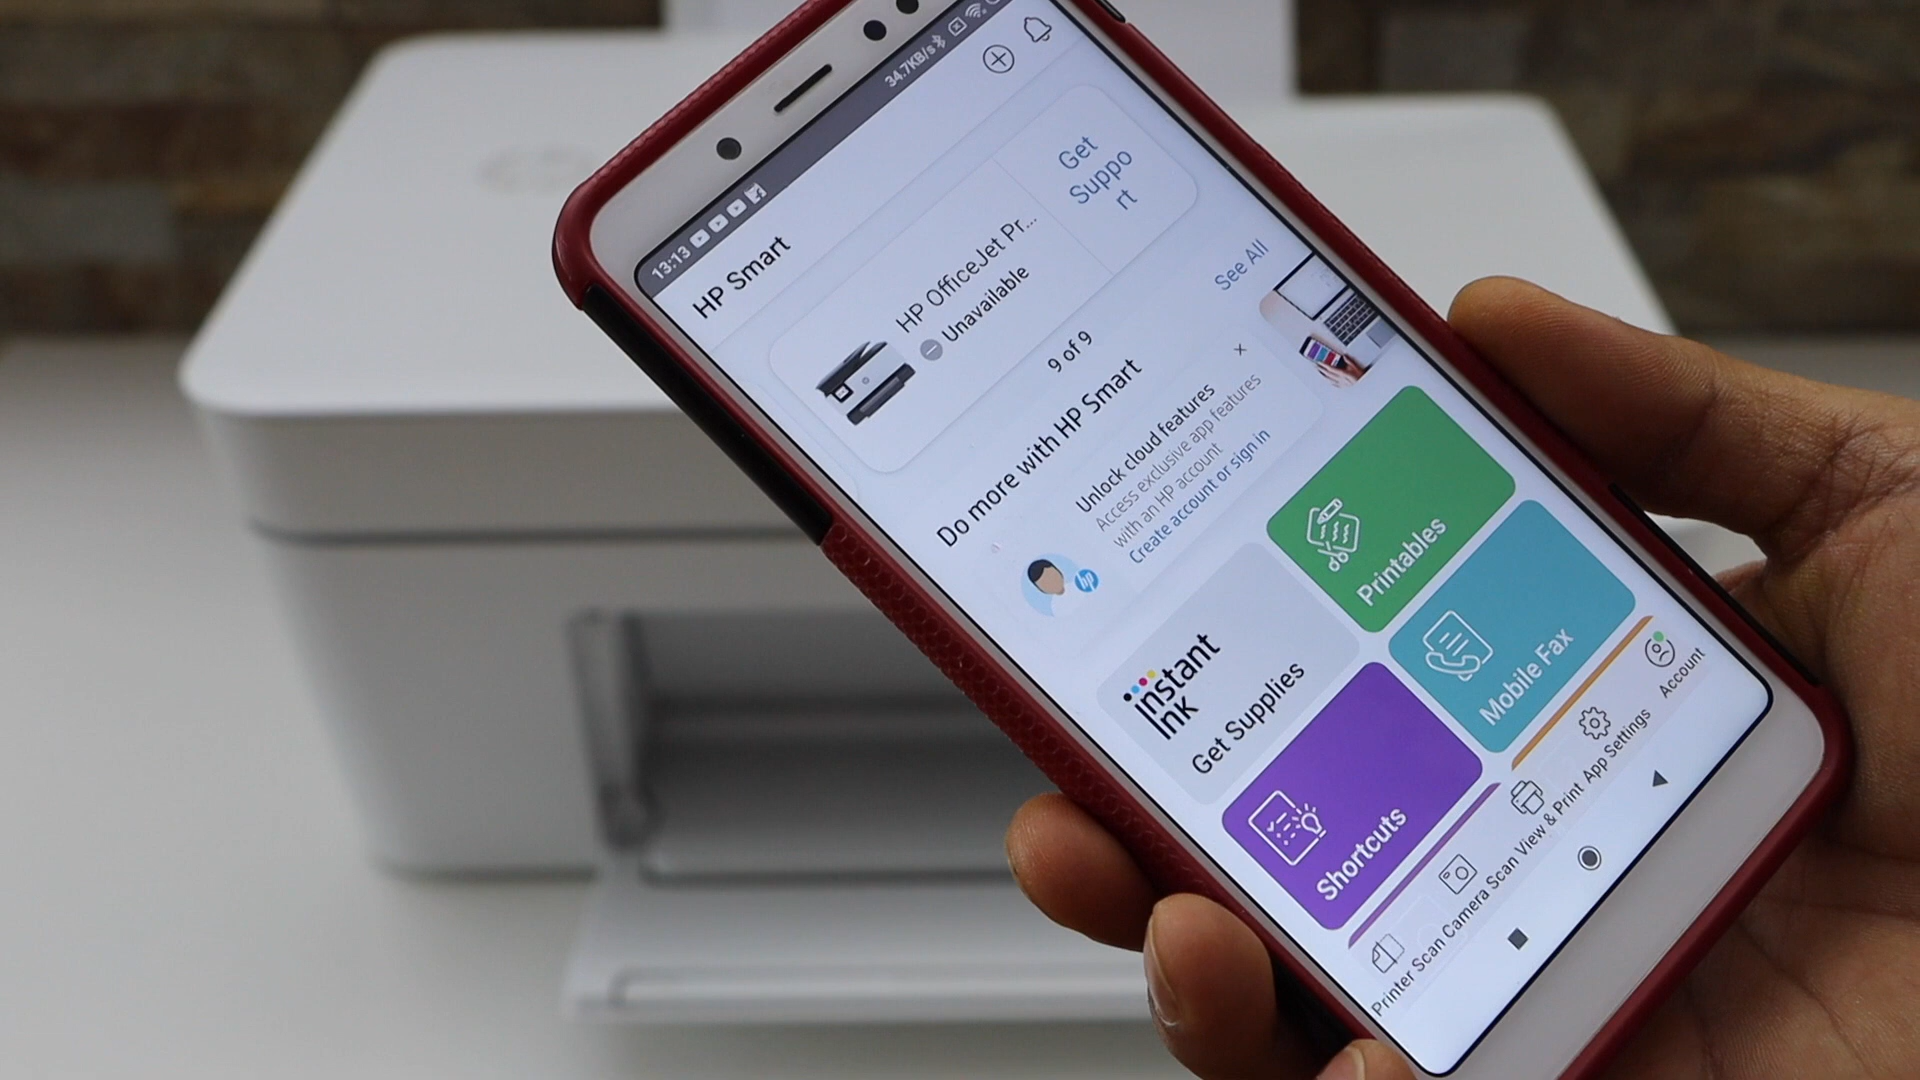 13:13
34.7KB/s
HP Smart
HP OfficeJet Pr...
Unavailable
Get
Suppo
rt
9 of 9
Do more with HP Smart
See All
Unlock cloud features
Access exclusive app features
with an HP account
Create account or sign in
hp
instant
ink
Get Supplies
Printables
Shortcuts
Mobile Fax
Printer Scan
Camera Scan
View & Print
App Settings
Account